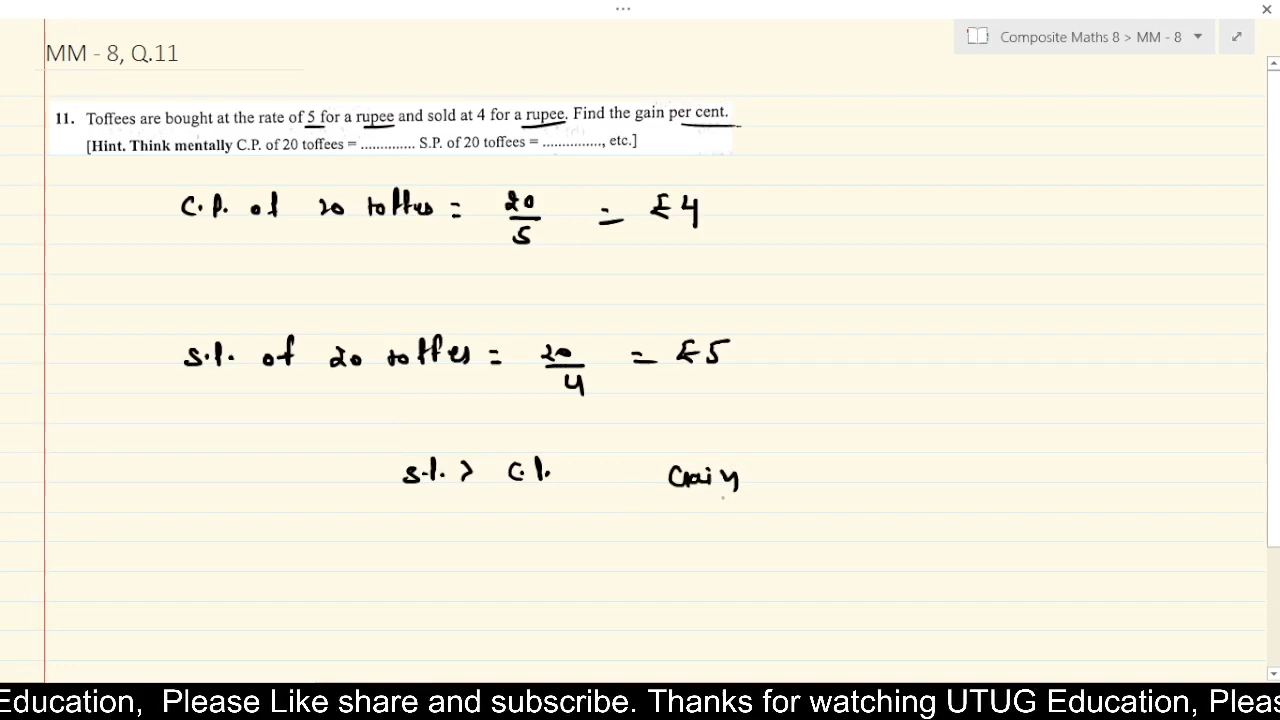 MM - 8, Q.11
Composite Maths 8 > MM - 8
11. Toffees are bought at the rate of 5 for a rupee and sold at 4 for a rupee. Find the gain per cent.
[Hint. Think mentally C.P. of 20 toffees = .............. S.P. of 20 toffees = ..............., etc.]
C.P. of 20 toffes = 20/5 = ₹4
S.P. of 20 toffes = 20/4 = ₹5
S.P. > C.P. Gain
Education, Please Like share and subscribe. Thanks for watching UTUG Education, Pleas